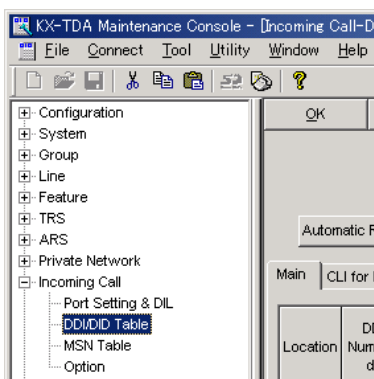 KX-TDA Maintenance Console - [Incoming Call-D
File Connect Tool Utility Window Help
Configuration
System
Group
Line
Feature
TRS
ARS
Private Network
Incoming Call
Port Setting & DIL
DDI/DID Table
MSN Table
Option
OK
Automatic
Main CLI for
Location